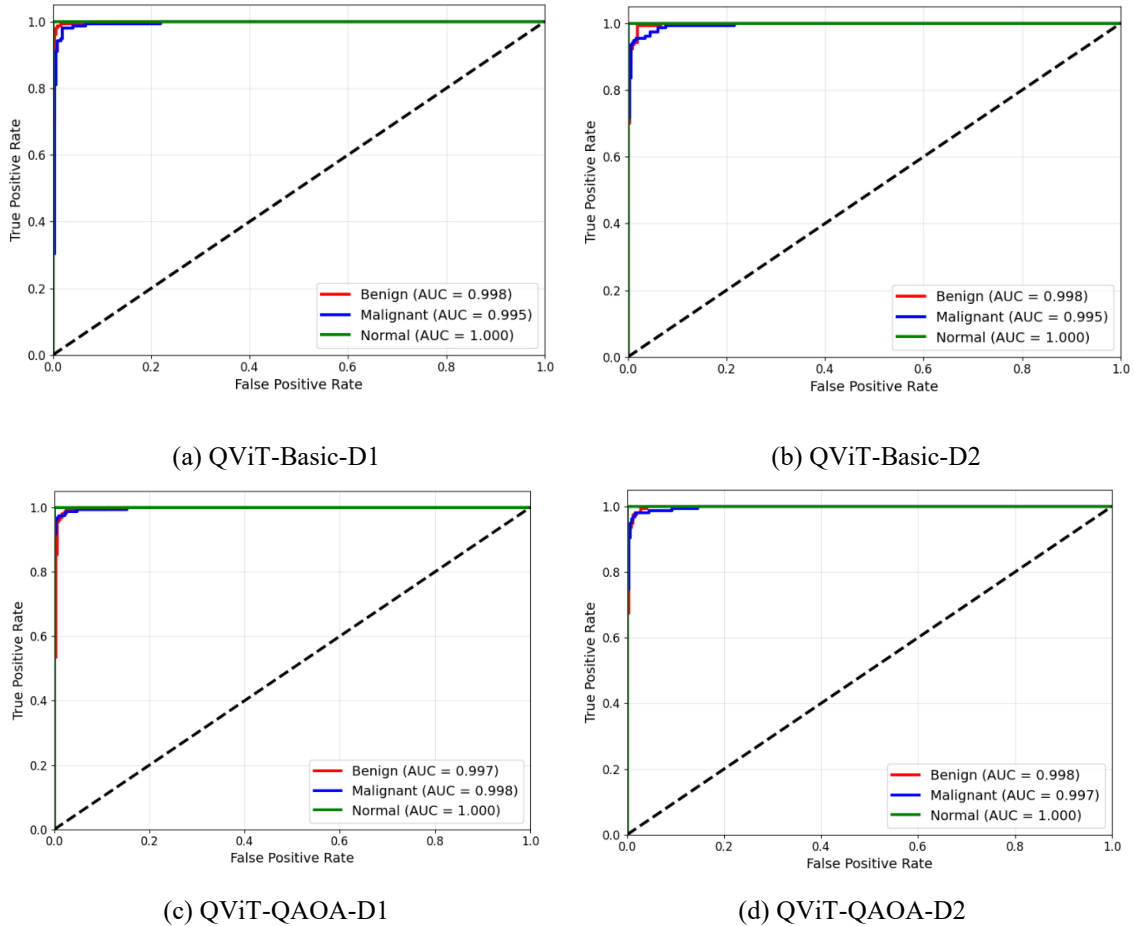 1.0
0.8
0.6
0.4
0.2
0.0
True Positive Rate
Benign (AUC = 0.998)
Malignant (AUC = 0.995)
Normal (AUC = 1.000)
0.0 0.2 0.4 0.6 0.8 1.0
False Positive Rate
(a) QViT-Basic-D1
1.0
0.8
0.6
0.4
0.2
0.0
True Positive Rate
Benign (AUC = 0.998)
Malignant (AUC = 0.995)
Normal (AUC = 1.000)
0.0 0.2 0.4 0.6 0.8 1.0
False Positive Rate
(b) QViT-Basic-D2
1.0
0.8
0.6
0.4
0.2
0.0
True Positive Rate
Benign (AUC = 0.997)
Malignant (AUC = 0.998)
Normal (AUC = 1.000)
0.0 0.2 0.4 0.6 0.8 1.0
False Positive Rate
(c) QViT-QAOA-D1
1.0
0.8
0.6
0.4
0.2
0.0
True Positive Rate
Benign (AUC = 0.998)
Malignant (AUC = 0.997)
Normal (AUC = 1.000)
0.0 0.2 0.4 0.6 0.8 1.0
False Positive Rate
(d) QViT-QAOA-D2